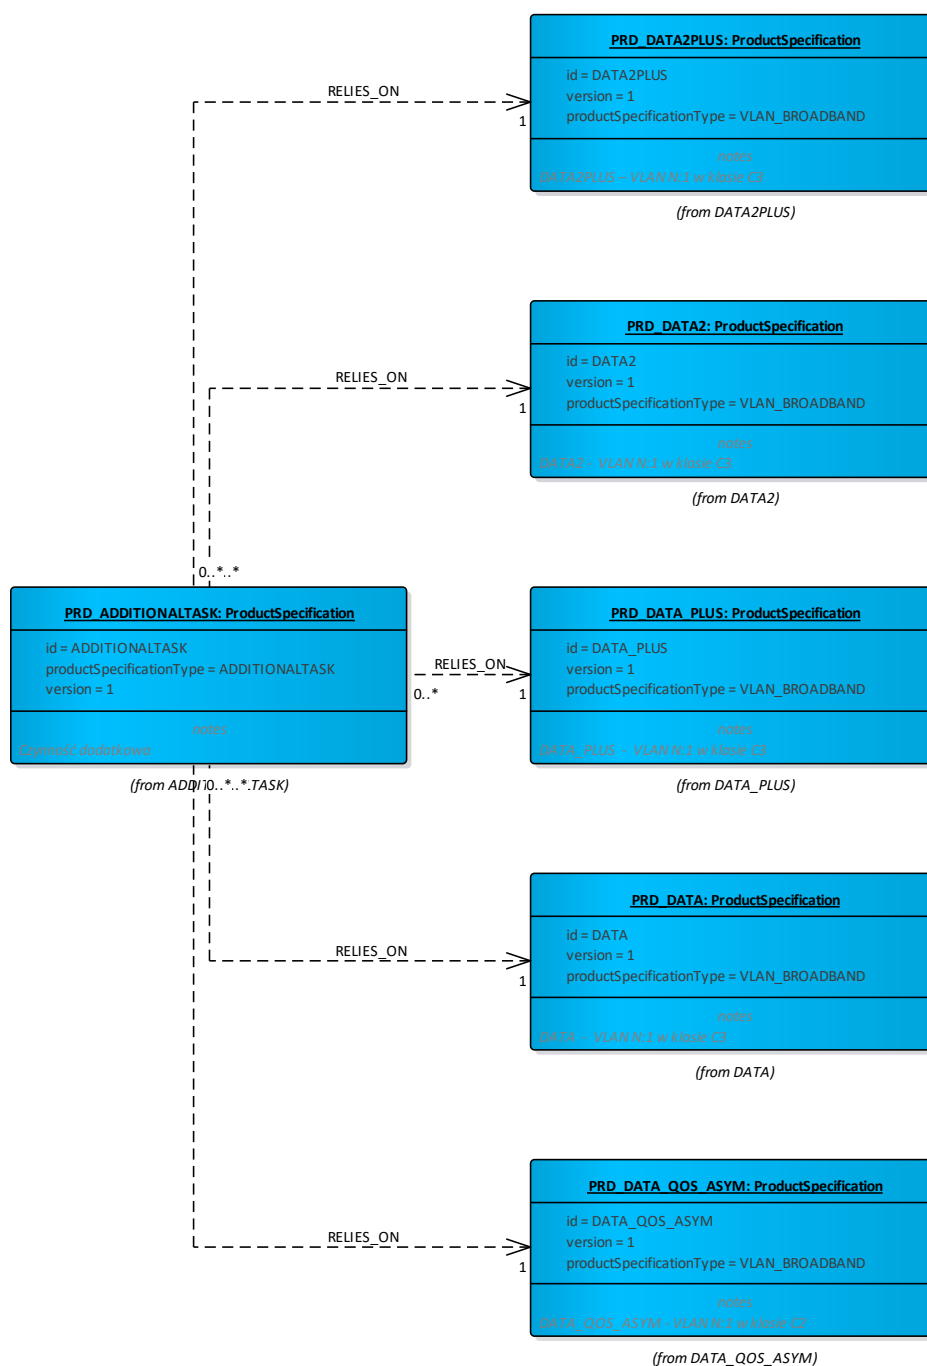 PRD_DATA2PLUS: ProductSpecification
id = DATA2PLUS
version = 1
productSpecificationType = VLAN_BROADBAND
notes
DATA2PLUS – VLAN N:1 w klasie C3
(from DATA2PLUS)
RELIES_ON
1
PRD_DATA2: ProductSpecification
id = DATA2
version = 1
productSpecificationType = VLAN_BROADBAND
notes
DATA2 - VLAN N:1 w klasie C3
(from DATA2)
RELIES_ON
1
0..*..*
PRD_ADDITIONALTASK: ProductSpecification
id = ADDITIONALTASK
productSpecificationType = ADDITIONALTASK
version = 1
notes
Czynność dodatkowa
(from ADDIT0..*..*.TASK)
RELIES_ON
0..*
1
PRD_DATA_PLUS: ProductSpecification
id = DATA_PLUS
version = 1
productSpecificationType = VLAN_BROADBAND
notes
DATA_PLUS - VLAN N:1 w klasie C3
(from DATA_PLUS)
RELIES_ON
1
PRD_DATA: ProductSpecification
id = DATA
version = 1
productSpecificationType = VLAN_BROADBAND
notes
DATA - VLAN N:1 w klasie C3
(from DATA)
RELIES_ON
1
PRD_DATA_QOS_ASYM: ProductSpecification
id = DATA_QOS_ASYM
version = 1
productSpecificationType = VLAN_BROADBAND
notes
DATA_QOS_ASYM - VLAN N:1 w klasie C2
(from DATA_QOS_ASYM)